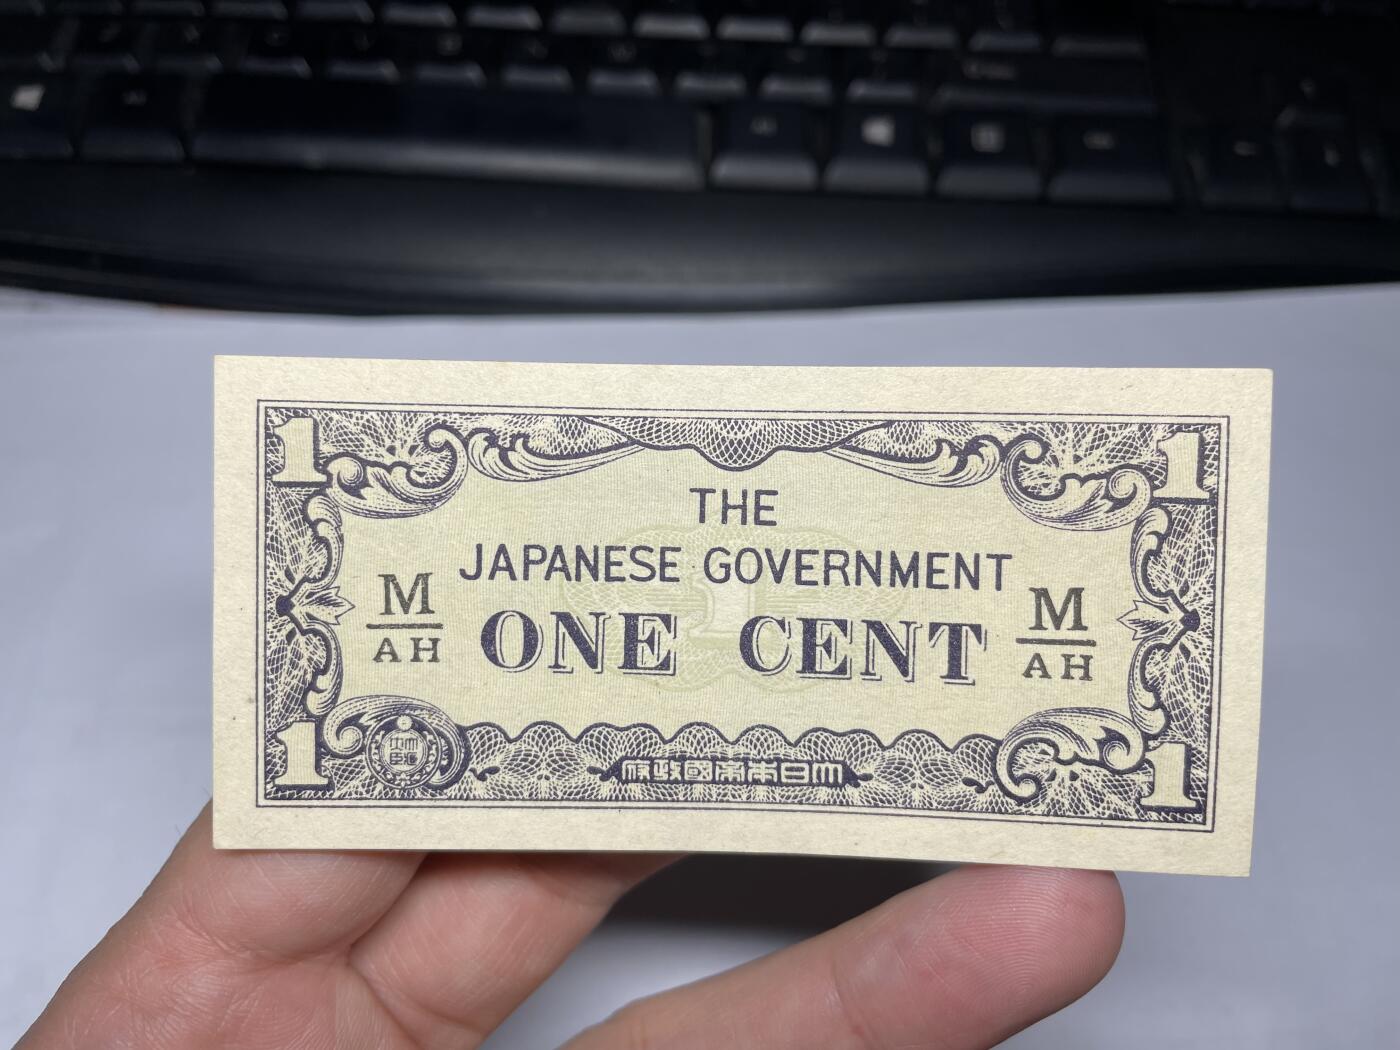 1 1
THE
JAPANESE GOVERNMENT
M
AH
ONE CENT
M
AH
1 1
府政國帝本日大